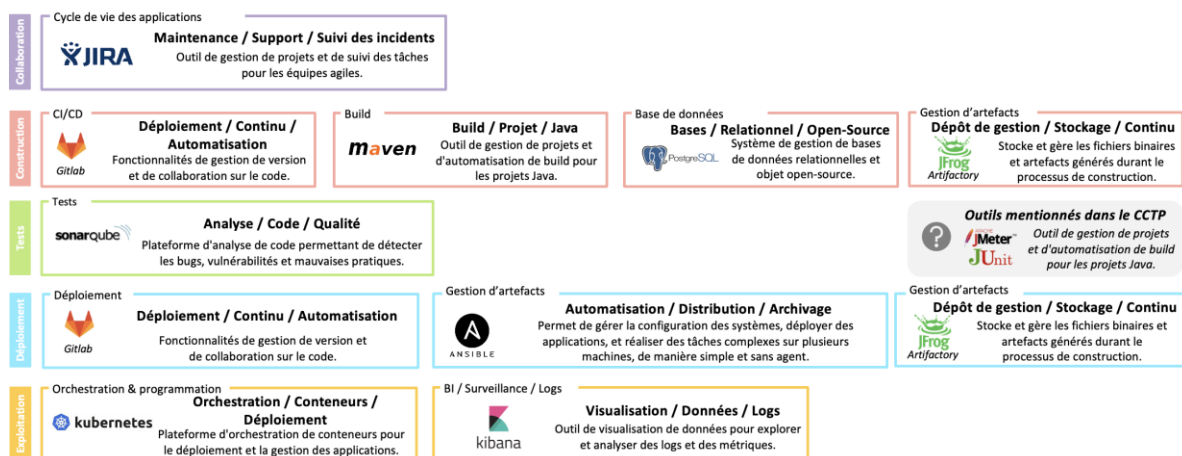 Collaboration
Cycle de vie des applications
JIRA
Maintenance / Support / Suivi des incidents
Outil de gestion de projets et de suivi des tâches
pour les équipes agiles.
Construction
CI/CD
Gitlab
Déploiement / Continu /
Automatisation
Fonctionnalités de gestion de version
et de collaboration sur le code.
Build
maven
Build / Projet / Java
Outil de gestion de projets et
d'automatisation de build pour
les projets Java.
Base de données
PostgreSQL
Bases / Relationnel / Open-Source
Système de gestion de bases
de données relationnelles et
objet open-source.
Gestion d'artefacts
JFrog
Artifactory
Dépôt de gestion / Stockage / Continu
Stocke et gère les fichiers binaires
et artefacts générés durant le
processus de construction.
Tests
Tests
sonarqube
Analyse / Code / Qualité
Plateforme d'analyse de code permettant de détecter
les bugs, vulnérabilités et mauvaises pratiques.
?
APACHE
JMeter™
JUnit
Outils mentionnés dans le CCTP
Outil de gestion de projets
et d'automatisation de build
pour les projets Java.
Déploiement
Déploiement
Gitlab
Déploiement / Continu / Automatisation
Fonctionnalités de gestion de version et
de collaboration sur le code.
Gestion d'artefacts
ANSIBLE
Automatisation / Distribution / Archivage
Permet de gérer la configuration des systèmes, déployer des
applications, et réaliser des tâches complexes sur plusieurs
machines, de manière simple et sans agent.
Gestion d'artefacts
JFrog
Artifactory
Dépôt de gestion / Stockage / Continu
Stocke et gère les fichiers binaires et
artefacts générés durant le
processus de construction.
Exploitation
Orchestration & programmation
kubernetes
Orchestration / Conteneurs /
Déploiement
Plateforme d'orchestration de conteneurs pour
le déploiement et la gestion des applications.
BI / Surveillance / Logs
kibana
Visualisation / Données / Logs
Outil de visualisation de données pour explorer
et analyser des logs et des métriques.